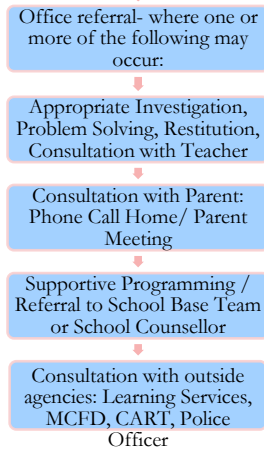 Office referral- where one or
more of the following may
occur:
Appropriate Investigation,
Problem Solving, Restitution,
Consultation with Teacher
Consultation with Parent:
Phone Call Home/ Parent
Meeting
Supportive Programming /
Referral to School Base Team
or School Counsellor
Consultation with outside
agencies: Learning Services,
MCFD, CART, Police
Officer